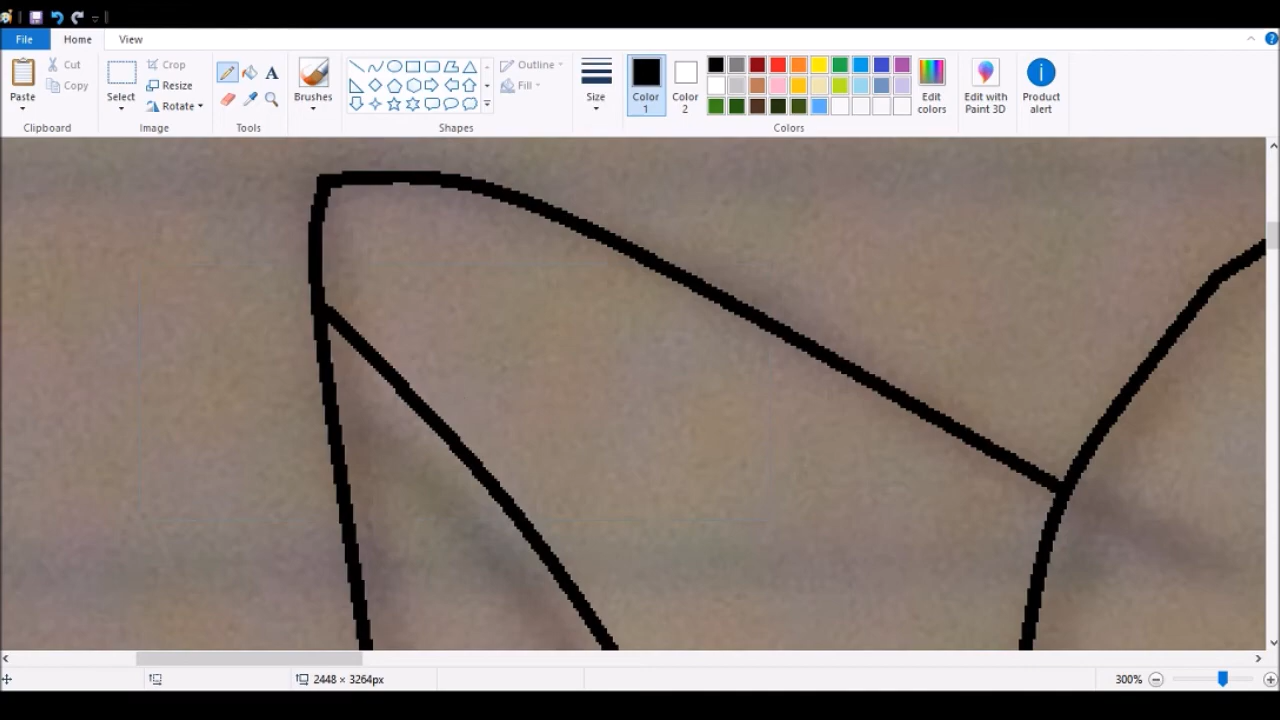 File Home View
Paste
Cut
Copy
Clipboard
Select
Crop
Resize
Rotate
Image
A
Tools
Brushes
Outline
Fill
Shapes
Size
Color 1
Color 2
Edit colors
Edit with Paint 3D
Product alert
Colors
2448 × 3264px
300%